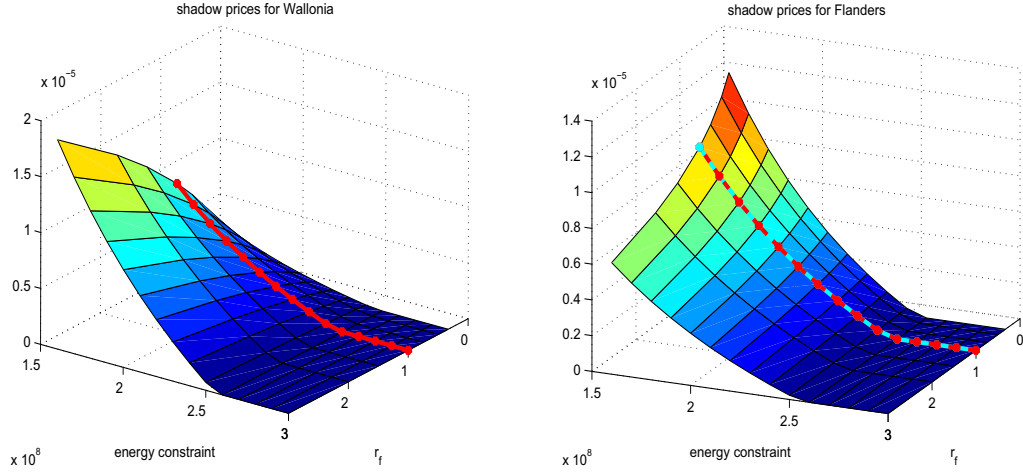 shadow prices for Wallonia
x 10^-5
2
1.5
1
0.5
0
1.5
2
2.5
3
0
1
2
3
x 10^8
energy constraint
r_f
shadow prices for Flanders
x 10^-5
1.4
1.2
1
0.8
0.6
0.4
0.2
0
1.5
2
2.5
3
0
1
2
3
x 10^8
energy constraint
r_f